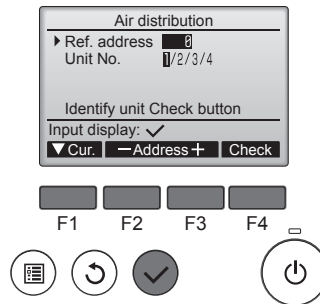 Air distribution
Ref. address 0
Unit No. 1/2/3/4
Identify unit Check button
Input display: ✓
▼ Cur. − Address + Check
F1 F2 F3 F4